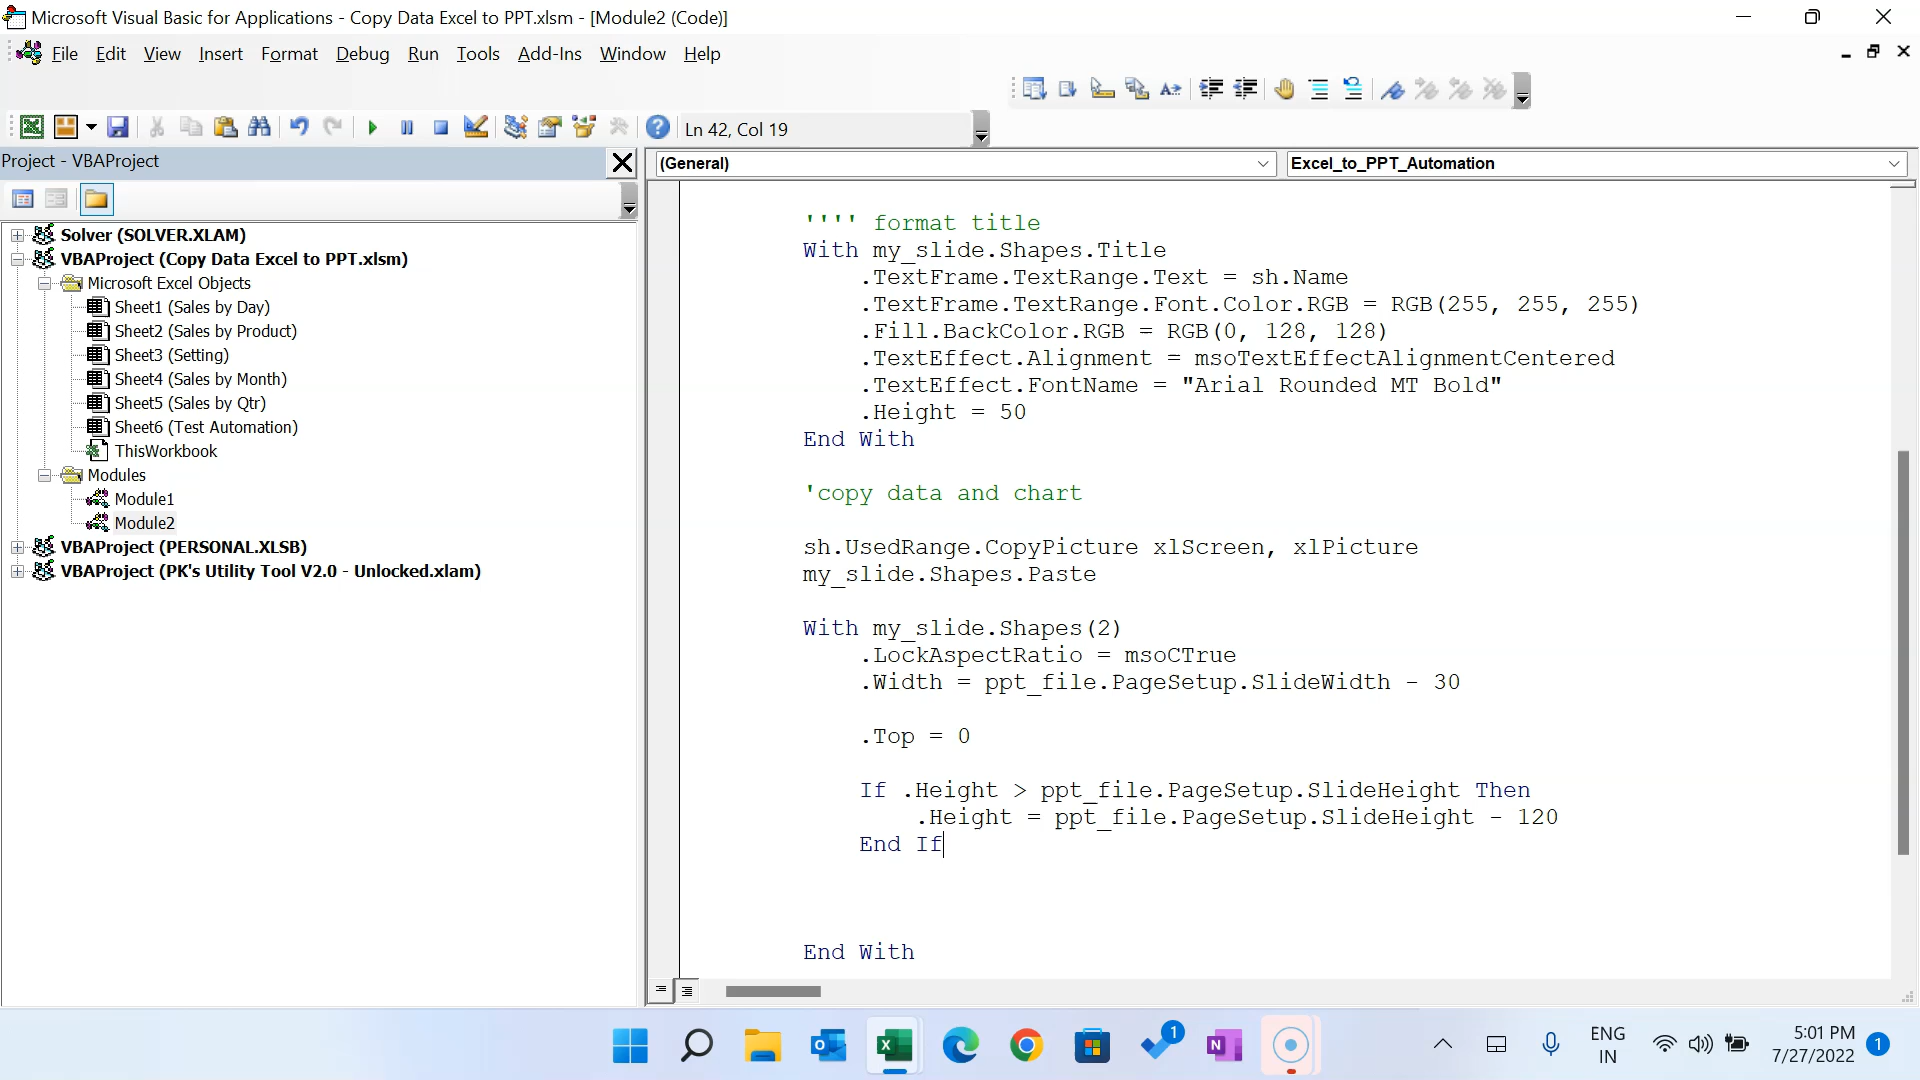 Microsoft Visual Basic for Applications - Copy Data Excel to PPT.xlsm - [Module2 (Code)]
File Edit View Insert Format Debug Run Tools Add-Ins Window Help
Ln 42, Col 19
Project - VBAProject
(General)
Excel_to_PPT_Automation
Solver (SOLVER.XLAM)
VBAProject (Copy Data Excel to PPT.xlsm)
Microsoft Excel Objects
Sheet1 (Sales by Day)
Sheet2 (Sales by Product)
Sheet3 (Setting)
Sheet4 (Sales by Month)
Sheet5 (Sales by Qtr)
Sheet6 (Test Automation)
ThisWorkbook
Modules
Module1
Module2
VBAProject (PERSONAL.XLSB)
VBAProject (PK's Utility Tool V2.0 - Unlocked.xlam)
'''' format title
With my_slide.Shapes.Title
.TextFrame.TextRange.Text = sh.Name
.TextFrame.TextRange.Font.Color.RGB = RGB(255, 255, 255)
.Fill.BackColor.RGB = RGB(0, 128, 128)
.TextEffect.Alignment = msoTextEffectAlignmentCentered
.TextEffect.FontName = "Arial Rounded MT Bold"
.Height = 50
End With
'copy data and chart
sh.UsedRange.CopyPicture xlScreen, xlPicture
my_slide.Shapes.Paste
With my_slide.Shapes(2)
.LockAspectRatio = msoCTrue
.Width = ppt_file.PageSetup.SlideWidth - 30
.Top = 0
If .Height > ppt_file.PageSetup.SlideHeight Then
.Height = ppt_file.PageSetup.SlideHeight - 120
End If
End With
1
ENG
IN
5:01 PM
7/27/2022
1